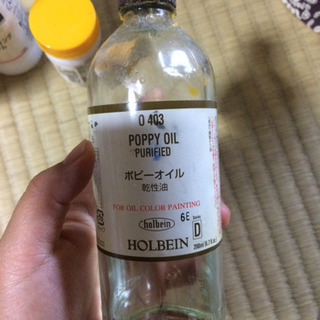 O 403
POPPY OIL
PURIFIED
ポピーオイル
乾性油
FOR OIL COLOR PAINTING
holbein
6E
D
HOLBEIN